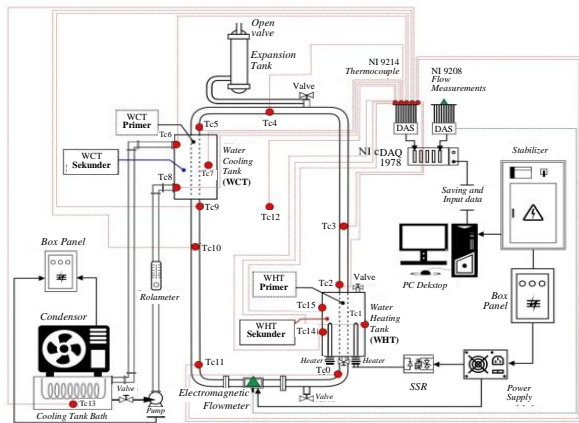 Open
valve
Expansion
Tank
NI 9214
Thermocouple
NI 9208
Flow
Measurements
Valve
WCT
Primer
Tc5
Tc4
Tc6
Water
Cooling
Tank
(WCT)
WCT
Sekunder
Tc7
Tc8
Tc9
Tc10
Tc12
Tc3
DAS
DAS
NI cDAQ
1978
Saving and
Input data
Stabilizer
PC Dekstop
Box
Panel
Box Panel
Condensor
Rolameter
WHT
Primer
Tc2
Valve
Tc15
Tc1
Water
Heating
Tank
(WHT)
WHT
Sekunder
Tc14
Heater
Heater
Tc11
Tc0
Electromagnetic
Flowmeter
Valve
SSR
Power
Supply
Valve
Pump
Tc13
Cooling Tank Bath